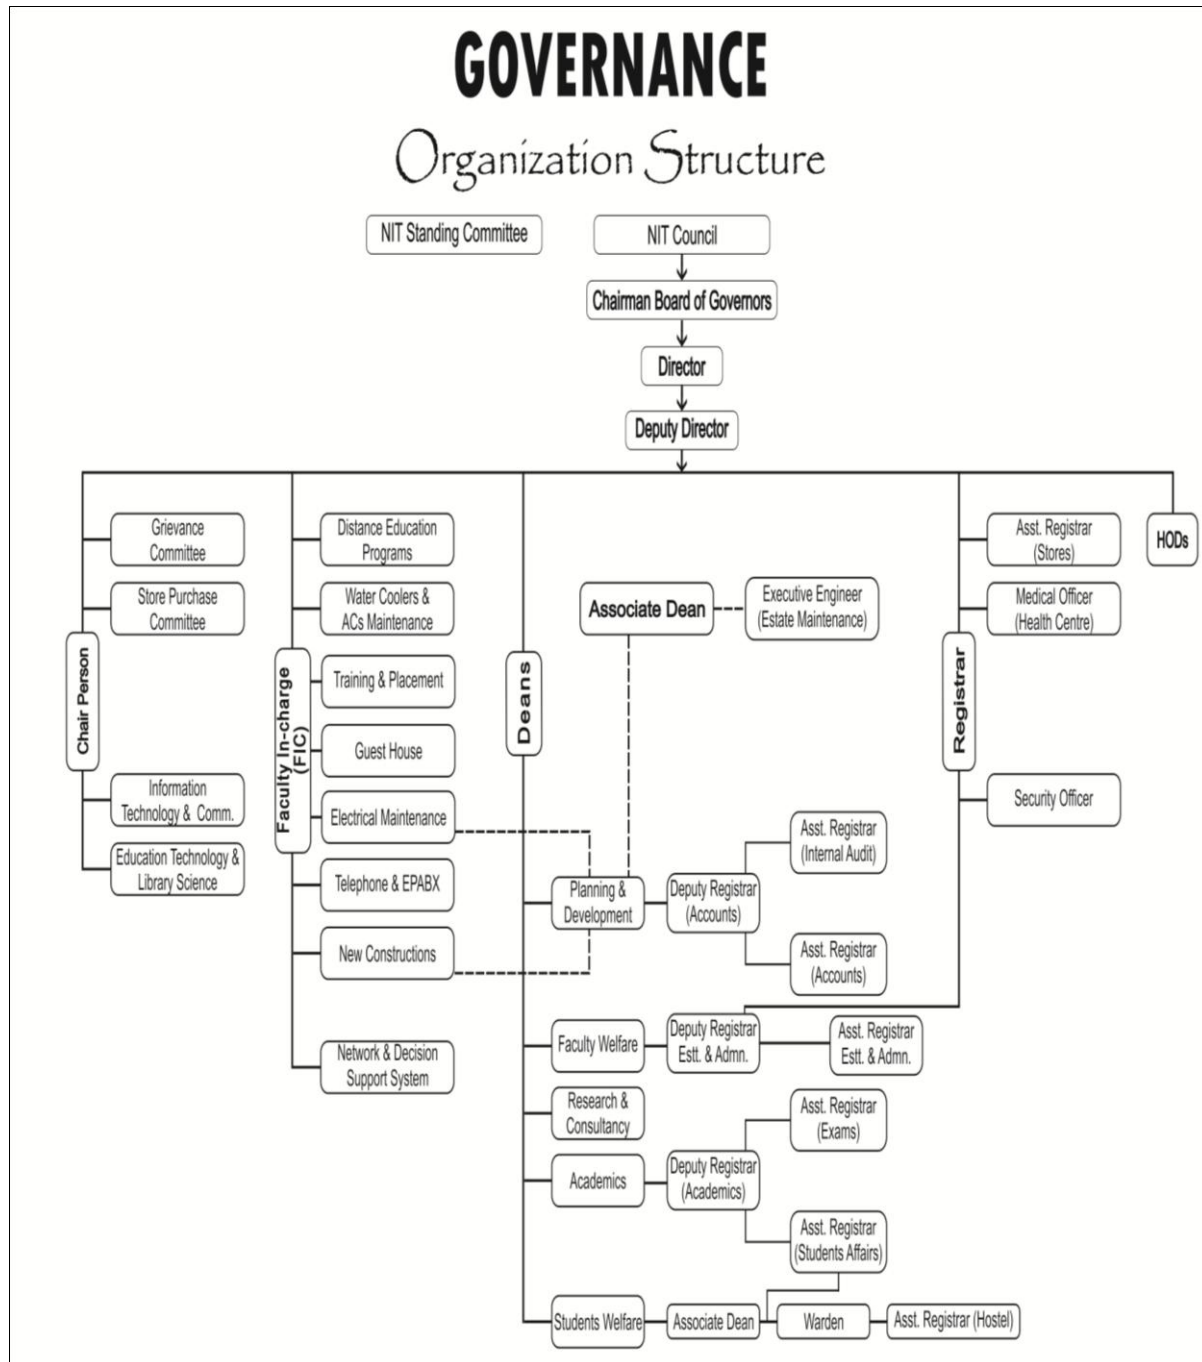 GOVERNANCE
Organization Structure
NIT Standing Committee
NIT Council
Chairman Board of Governors
Director
Deputy Director
Chair Person
Grievance
Committee
Store Purchase
Committee
Information
Technology & Comm.
Education Technology &
Library Science
Faculty In-charge
(FIC)
Distance Education
Programs
Water Coolers &
ACs Maintenance
Training & Placement
Guest House
Electrical Maintenance
Telephone & EPABX
New Constructions
Network & Decision
Support System
Deans
Associate Dean
Executive Engineer
(Estate Maintenance)
Planning &
Development
Deputy Registrar
(Accounts)
Asst. Registrar
(Internal Audit)
Asst. Registrar
(Accounts)
Faculty Welfare
Deputy Registrar
Estt. & Admn.
Asst. Registrar
Estt. & Admn.
Research &
Consultancy
Academics
Deputy Registrar
(Academics)
Asst. Registrar
(Exams)
Asst. Registrar
(Students Affairs)
Students Welfare
Associate Dean
Warden
Asst. Registrar (Hostel)
Registrar
Asst. Registrar
(Stores)
Medical Officer
(Health Centre)
Security Officer
HODs